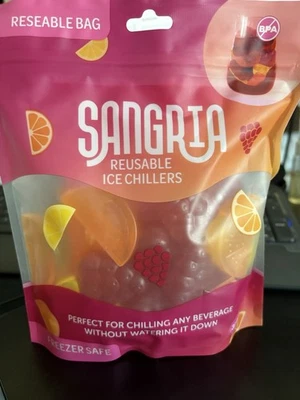 RESEABLE BAG
BPA
SANGRIA
REUSABLE
ICE CHILLERS
PERFECT FOR CHILLING ANY BEVERAGE
WITHOUT WATERING IT DOWN
FREEZER SAFE